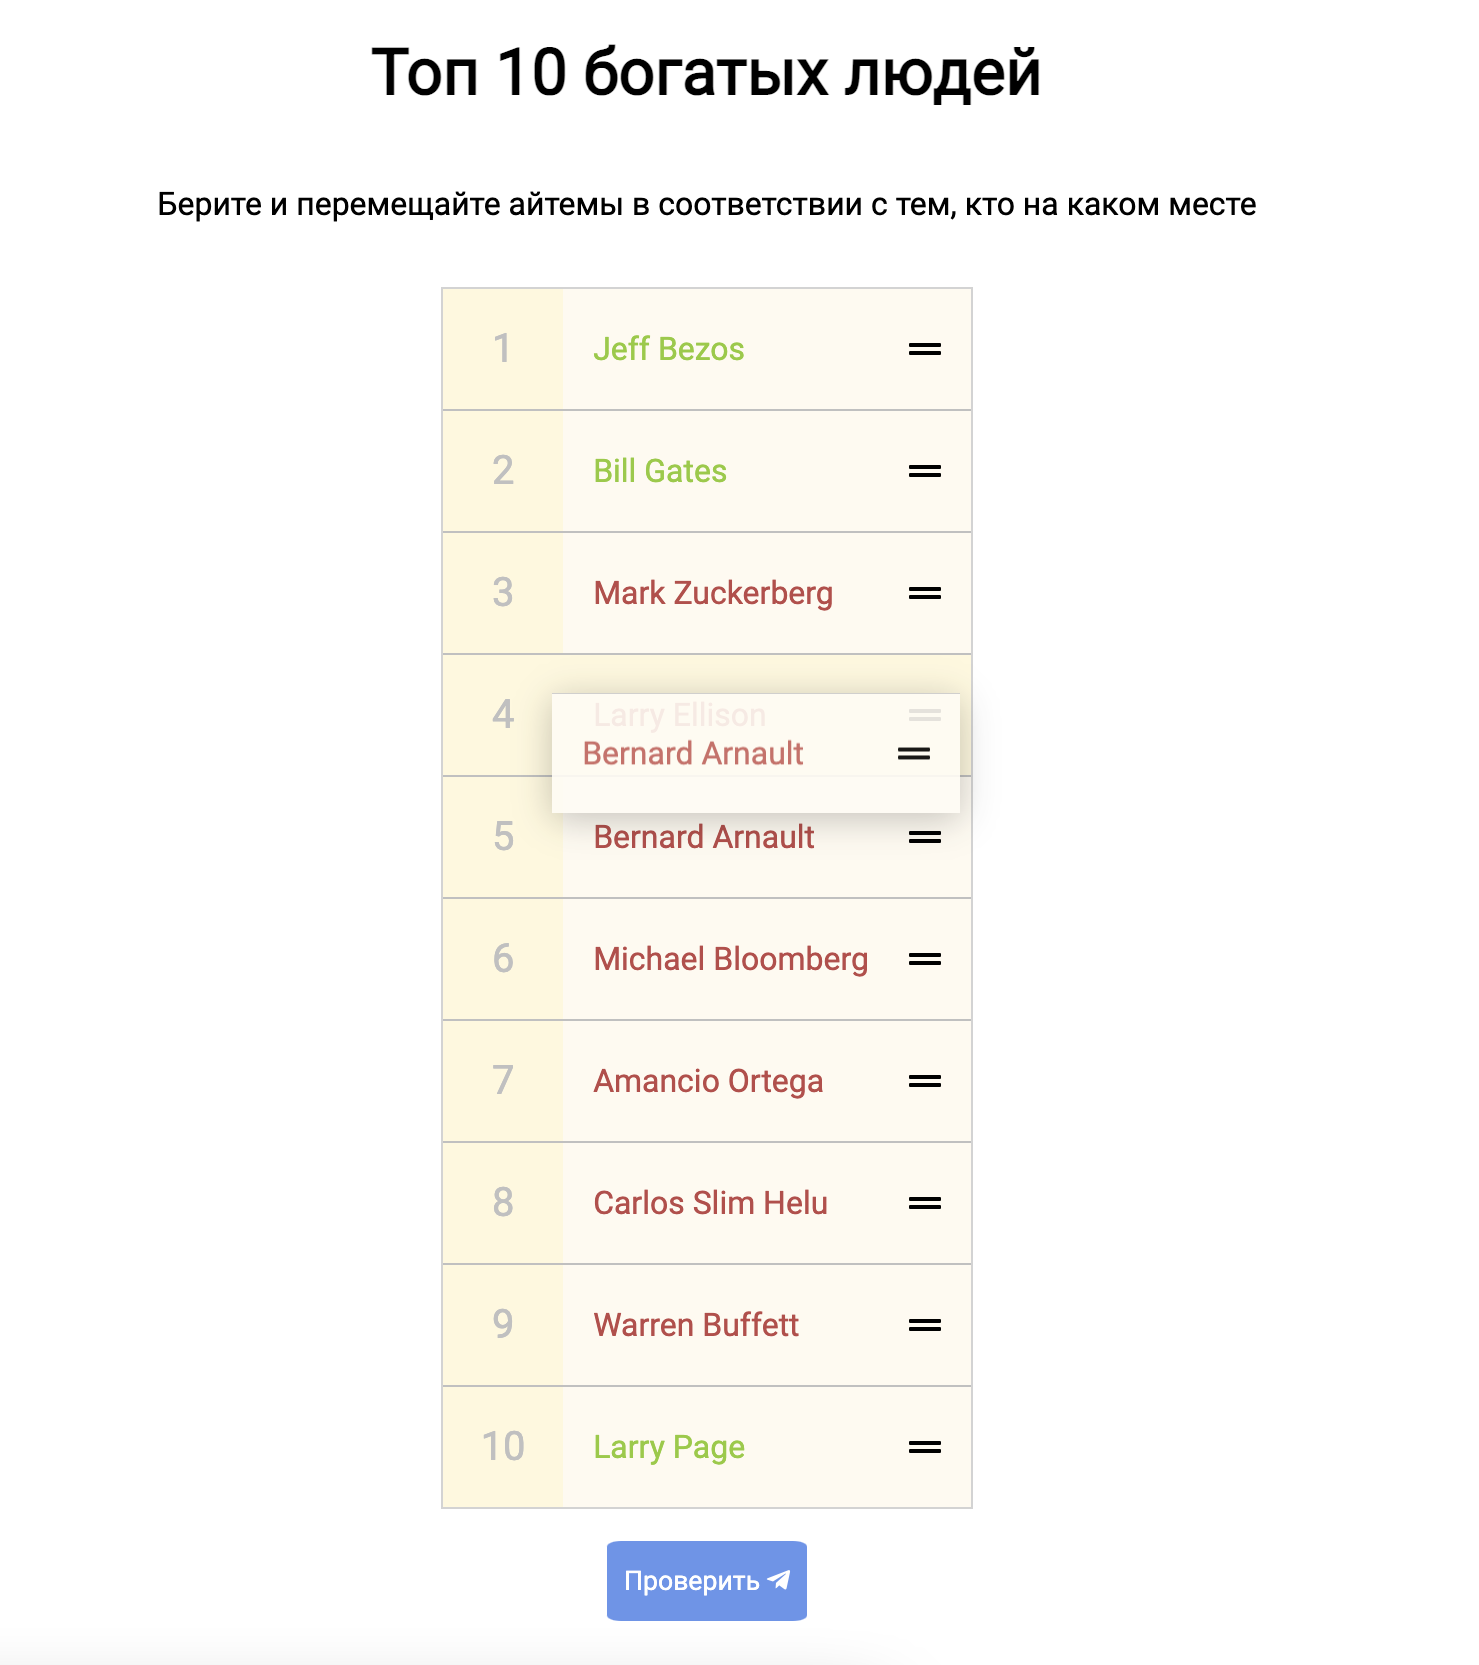 Топ 10 богатых людей
Берите и перемещайте айтемы в соответствии с тем, кто на каком месте
1 Jeff Bezos
2 Bill Gates
3 Mark Zuckerberg
4 Larry Ellison
Bernard Arnault
5 Bernard Arnault
6 Michael Bloomberg
7 Amancio Ortega
8 Carlos Slim Helu
9 Warren Buffett
10 Larry Page
Проверить